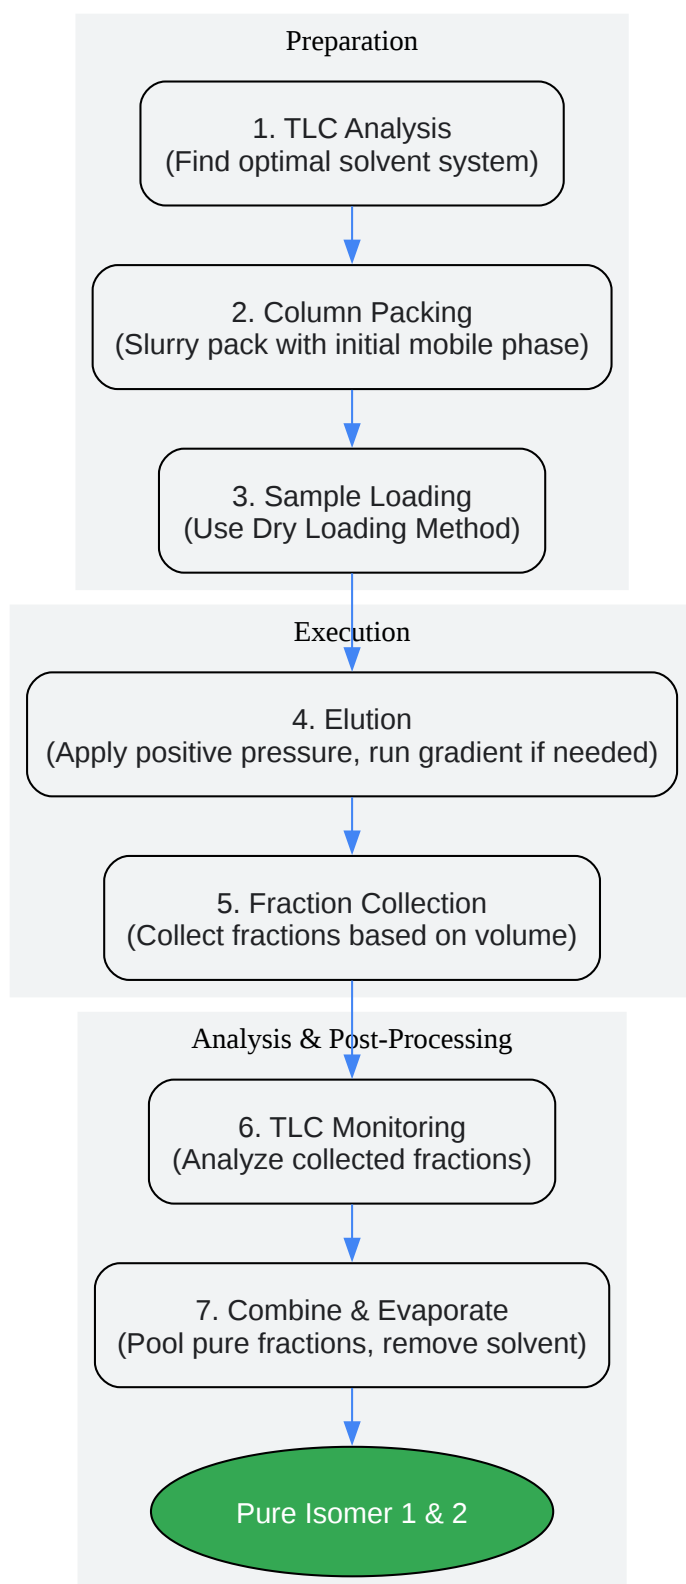 Preparation
1. TLC Analysis
(Find optimal solvent system)
2. Column Packing
(Slurry pack with initial mobile phase)
3. Sample Loading
(Use Dry Loading Method)
Execution
4. Elution
(Apply positive pressure, run gradient if needed)
5. Fraction Collection
(Collect fractions based on volume)
Analysis & Post-Processing
6. TLC Monitoring
(Analyze collected fractions)
7. Combine & Evaporate
(Pool pure fractions, remove solvent)
Pure Isomer 1 & 2